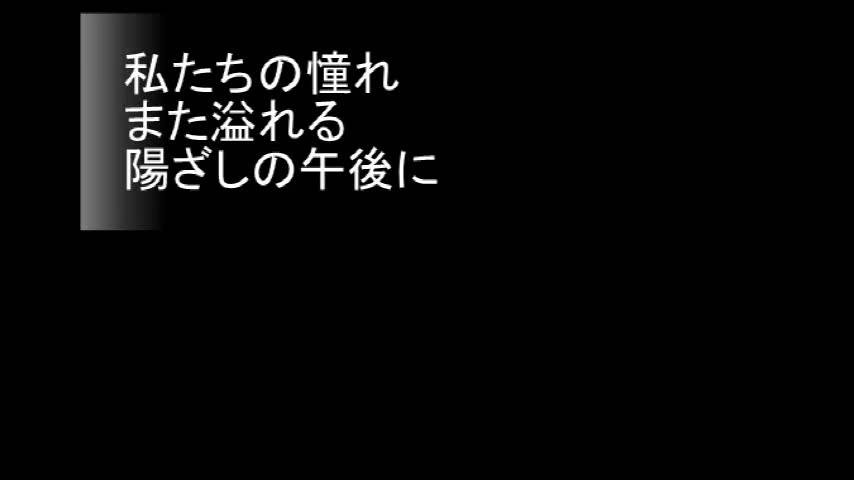 私たちの憧れ
また溢れる
陽ざしの午後に